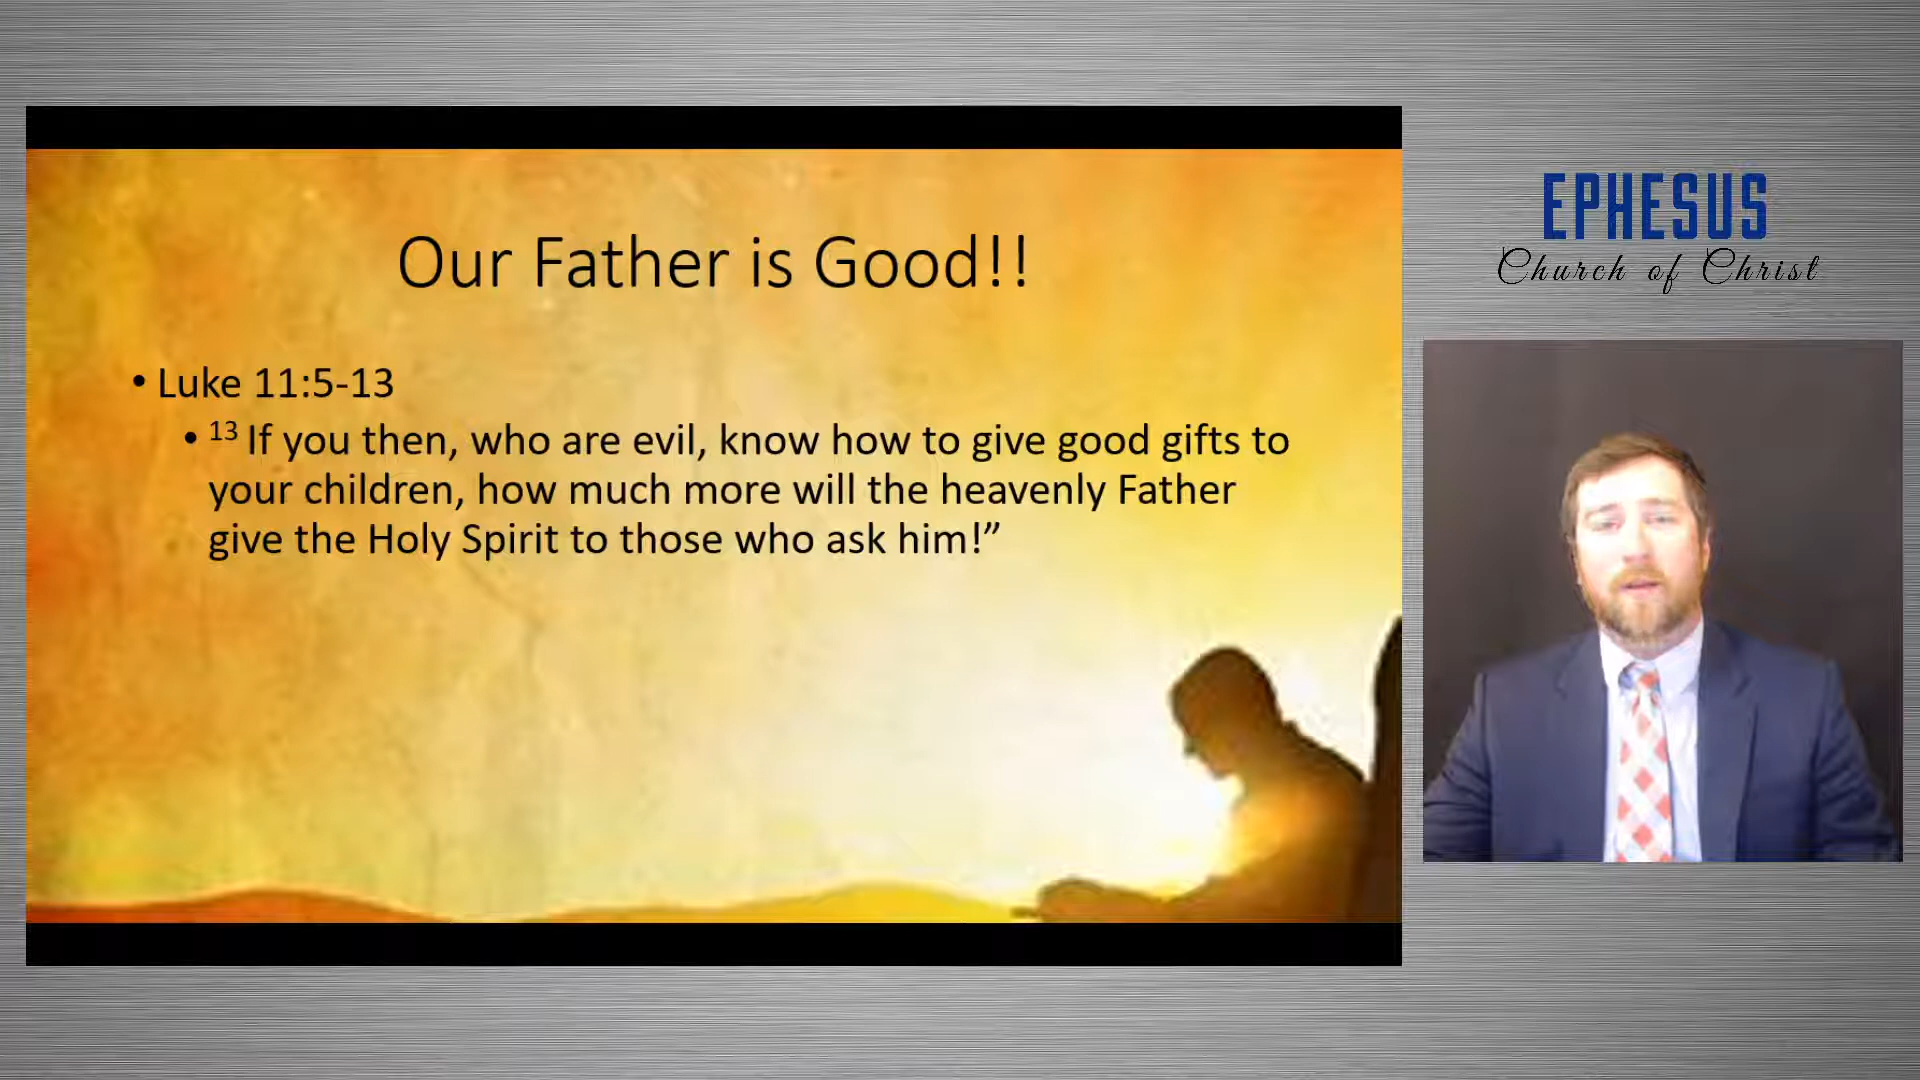 Our Father is Good!!
• Luke 11:5-13
• 13 If you then, who are evil, know how to give good gifts to
your children, how much more will the heavenly Father
give the Holy Spirit to those who ask him!”
EPHESUS
Church of Christ